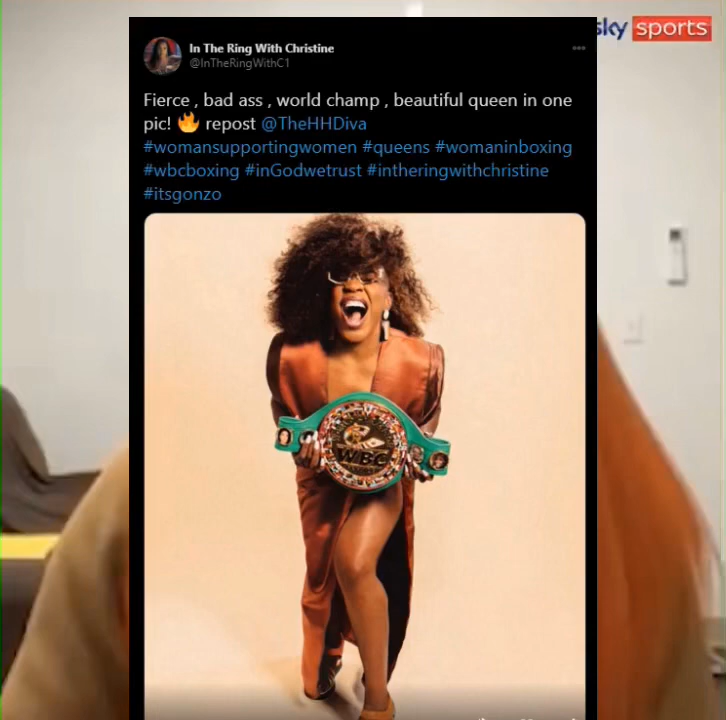 sky sports
In The Ring With Christine
@InTheRingWithC1
Fierce , bad ass , world champ , beautiful queen in one
pic! 🔥 repost @TheHHDiva
#womansupportingwomen #queens #womaninboxing
#wbcboxing #inGodwetrust #intheringwithchristine
#itsgonzo
WBC